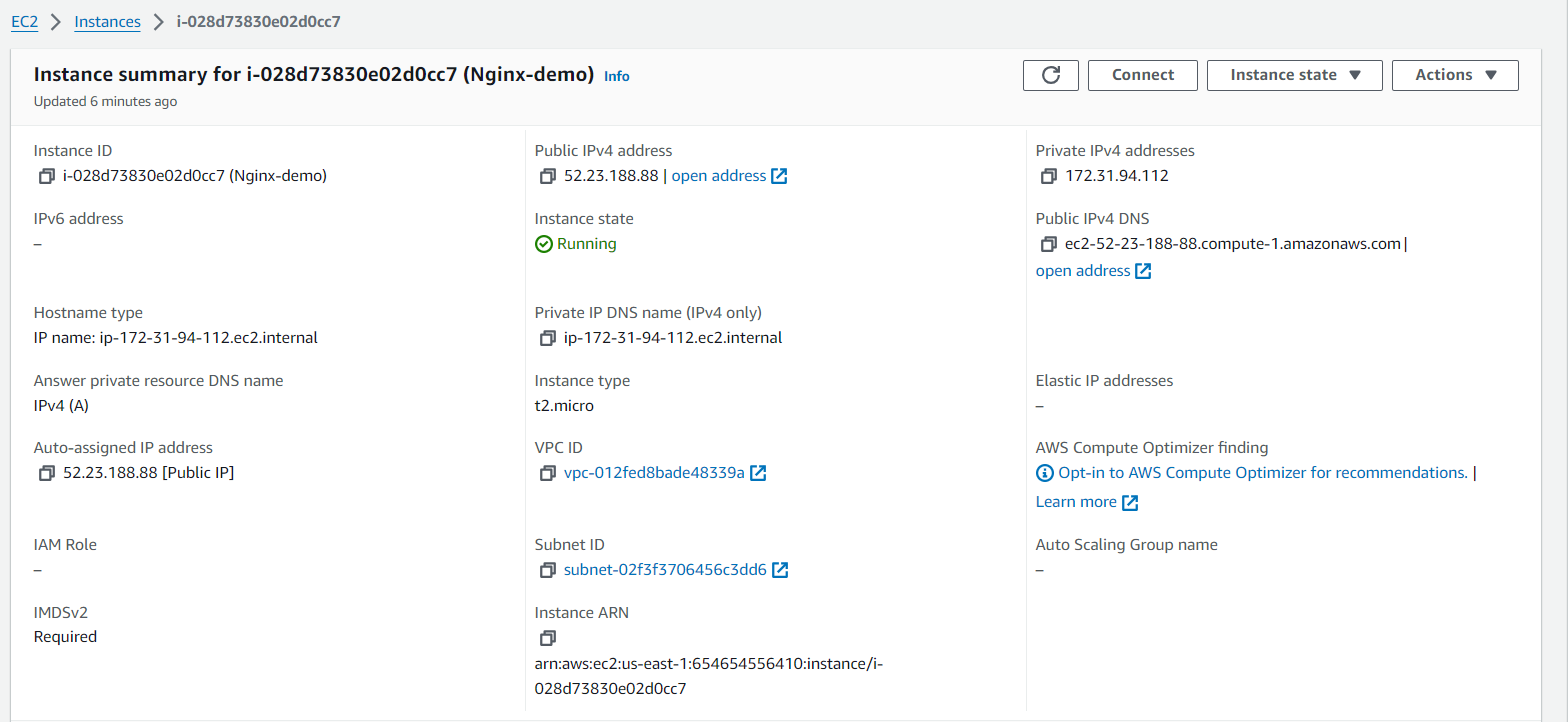 EC2 > Instances > i-028d73830e02d0cc7
Instance summary for i-028d73830e02d0cc7 (Nginx-demo) Info
Updated 6 minutes ago
Connect
Instance state
Actions
Instance ID
i-028d73830e02d0cc7 (Nginx-demo)
Public IPv4 address
52.23.188.88 | open address
Private IPv4 addresses
172.31.94.112
IPv6 address
–
Instance state
Running
Public IPv4 DNS
ec2-52-23-188-88.compute-1.amazonaws.com |
open address
Hostname type
IP name: ip-172-31-94-112.ec2.internal
Private IP DNS name (IPv4 only)
ip-172-31-94-112.ec2.internal
Answer private resource DNS name
IPv4 (A)
Instance type
t2.micro
Elastic IP addresses
–
Auto-assigned IP address
52.23.188.88 [Public IP]
VPC ID
vpc-012fed8bade48339a
AWS Compute Optimizer finding
Opt-in to AWS Compute Optimizer for recommendations. |
Learn more
IAM Role
–
Subnet ID
subnet-02f3f3706456c3dd6
Auto Scaling Group name
–
IMDSv2
Required
Instance ARN
arn:aws:ec2:us-east-1:654654556410:instance/i-
028d73830e02d0cc7